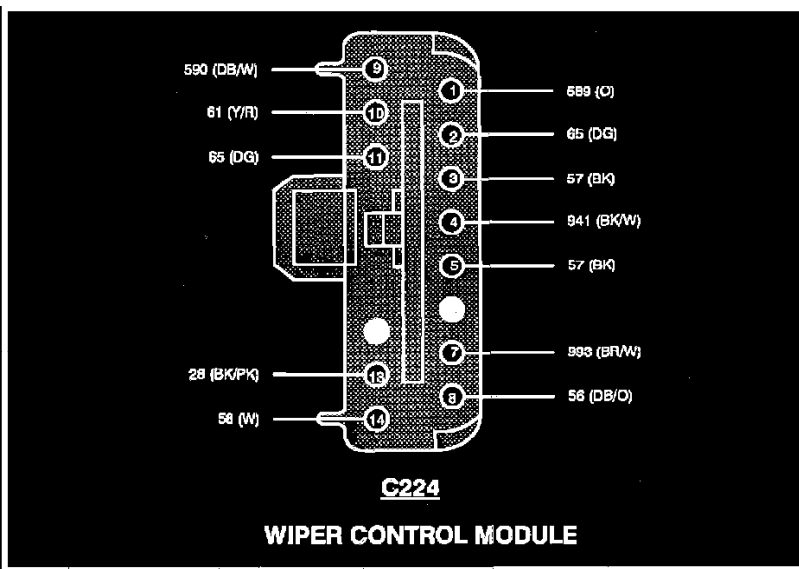 590 (DB/W)
61 (Y/R)
65 (DG)
28 (BK/PK)
58 (W)
9
10
11
13
14
1
2
3
4
5
7
8
589 (O)
65 (DG)
57 (BK)
941 (BK/W)
57 (BK)
993 (BR/W)
56 (DB/O)
C224
WIPER CONTROL MODULE